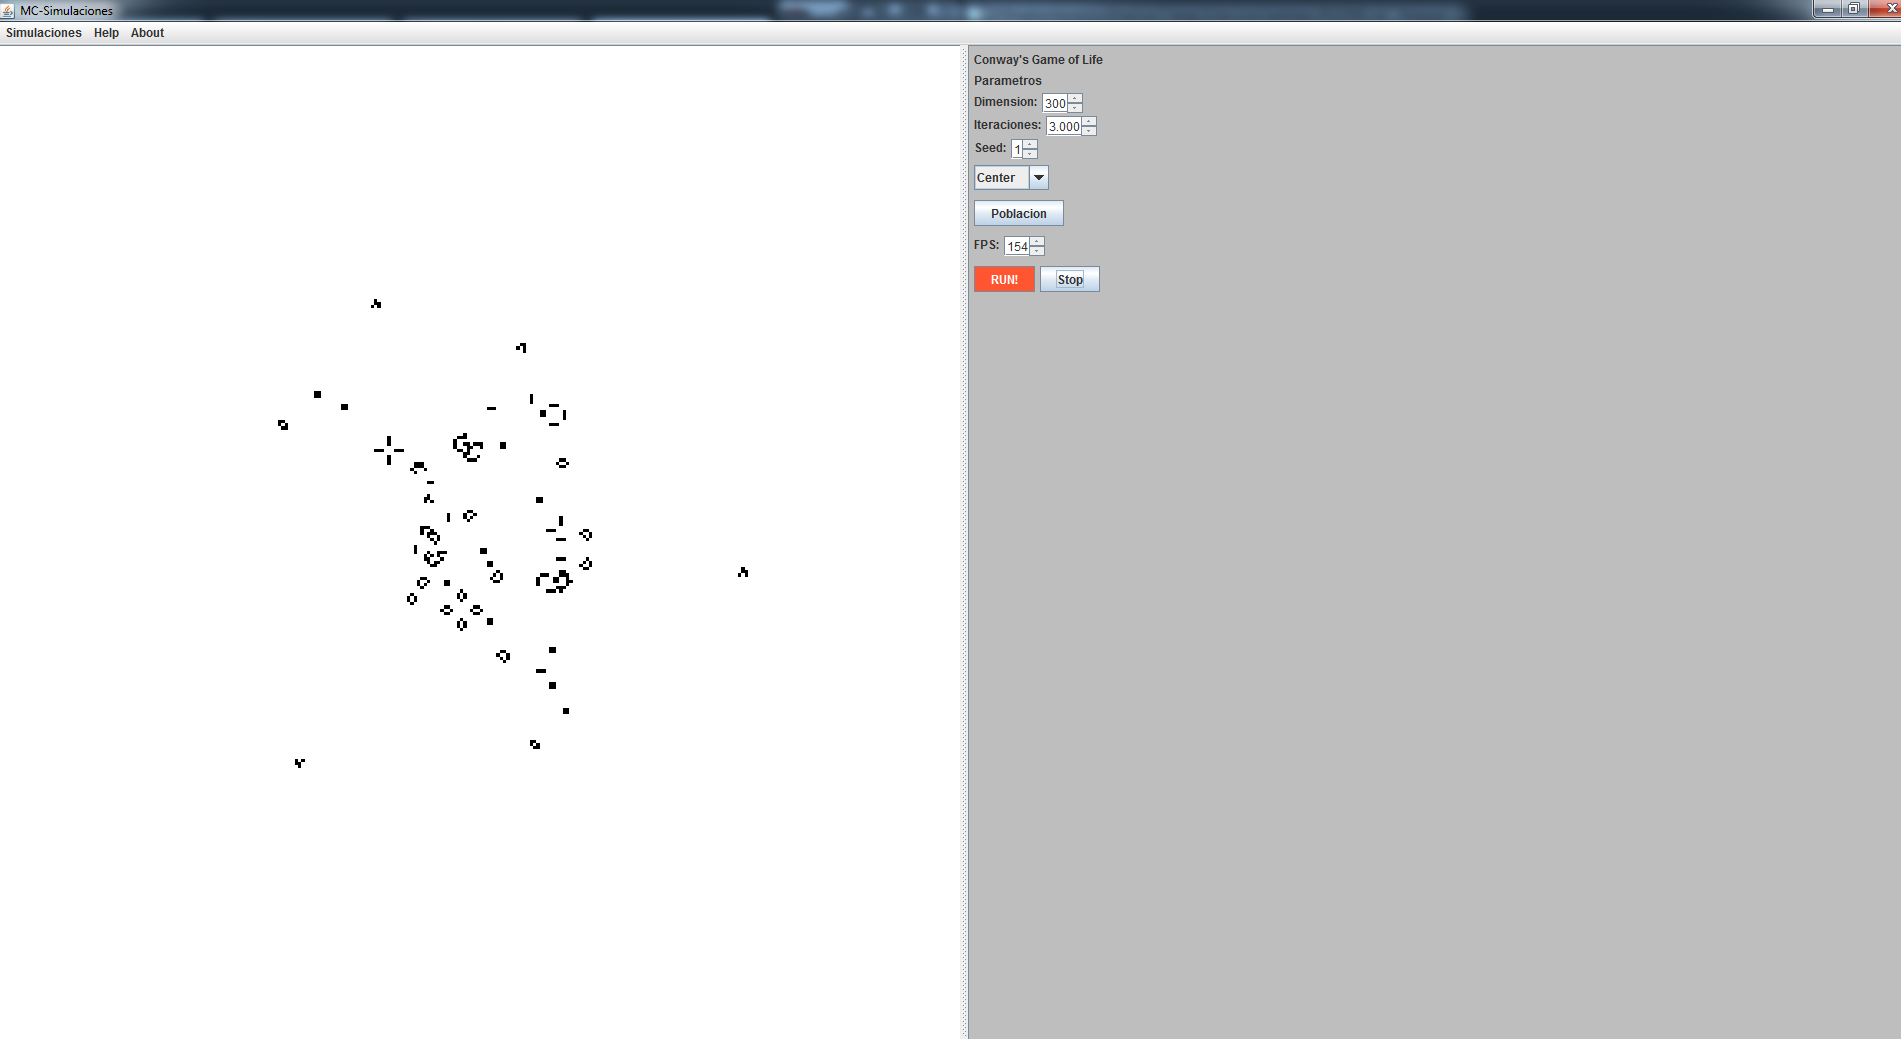 MC-Simulaciones
Simulaciones Help About
Conway's Game of Life
Parametros
Dimension: 300
Iteraciones: 3.000
Seed: 1
Center
Poblacion
FPS: 154
RUN! Stop